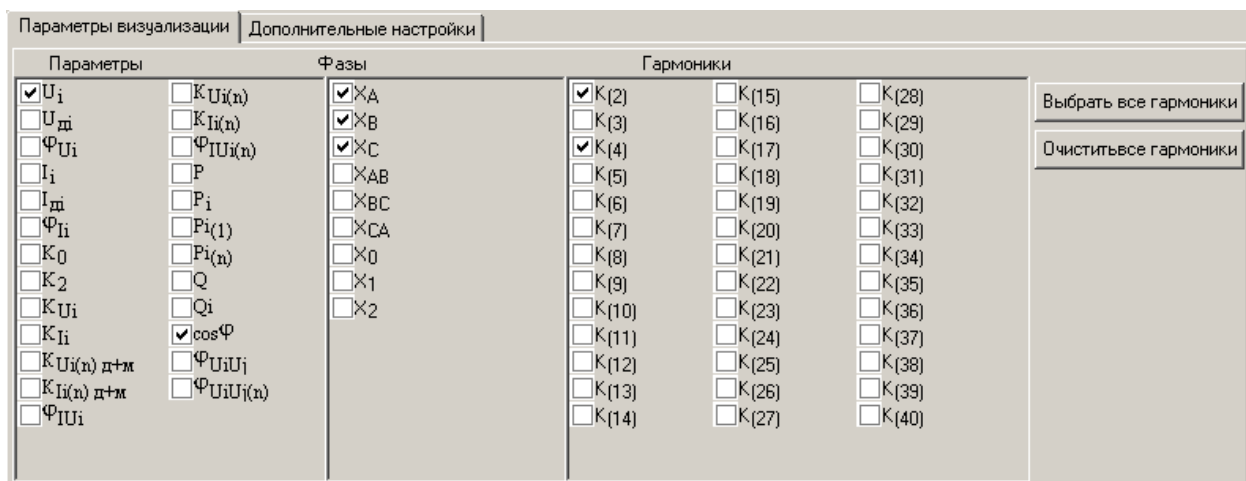 Параметры визуализации Дополнительные настройки
Параметры Фазы Гармоники
Ui KUi(n) XA K(2) K(15) K(28) Выбрать все гармоники
Uдi KIi(n) XB K(3) K(16) K(29)
φUi φIUi(n) XC K(4) K(17) K(30) Очиститьвсе гармоники
Ii P XAB K(5) K(18) K(31)
Iдi Pi XBC K(6) K(19) K(32)
φIi Pi(1) XCA K(7) K(20) K(33)
K0 Pi(n) X0 K(8) K(21) K(34)
K2 Q X1 K(9) K(22) K(35)
KUi Qi X2 K(10) K(23) K(36)
KIi cosφ K(11) K(24) K(37)
KUi(n) д+м φUiUj K(12) K(25) K(38)
KIi(n) д+м φUiUj(n) K(13) K(26) K(39)
φIUi K(14) K(27) K(40)